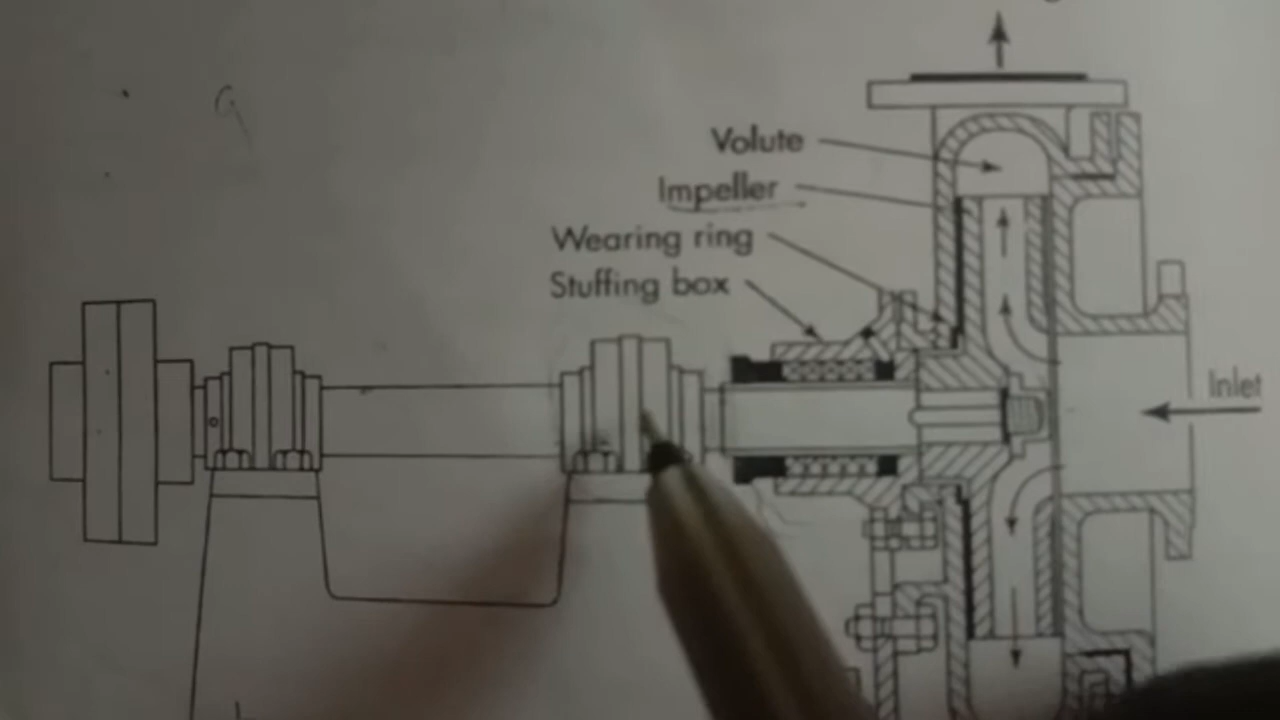 Volute
Impeller
Wearing ring
Stuffing box
Inlet